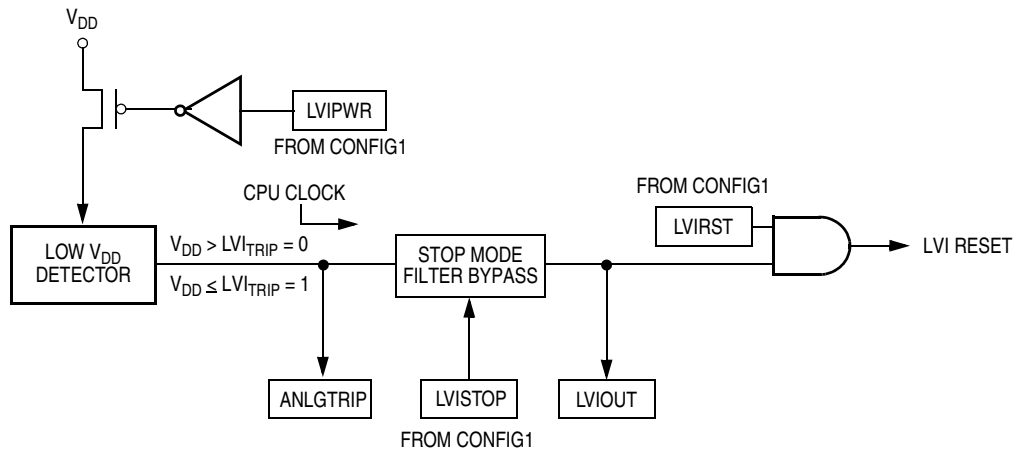 VDD
LVIPWR
FROM CONFIG1
CPU CLOCK
FROM CONFIG1
LVIRST
LOW VDD
DETECTOR
VDD > LVITRIP = 0
VDD ≤ LVITRIP = 1
STOP MODE
FILTER BYPASS
LVI RESET
ANLGTRIP
LVISTOP
LVIOUT
FROM CONFIG1